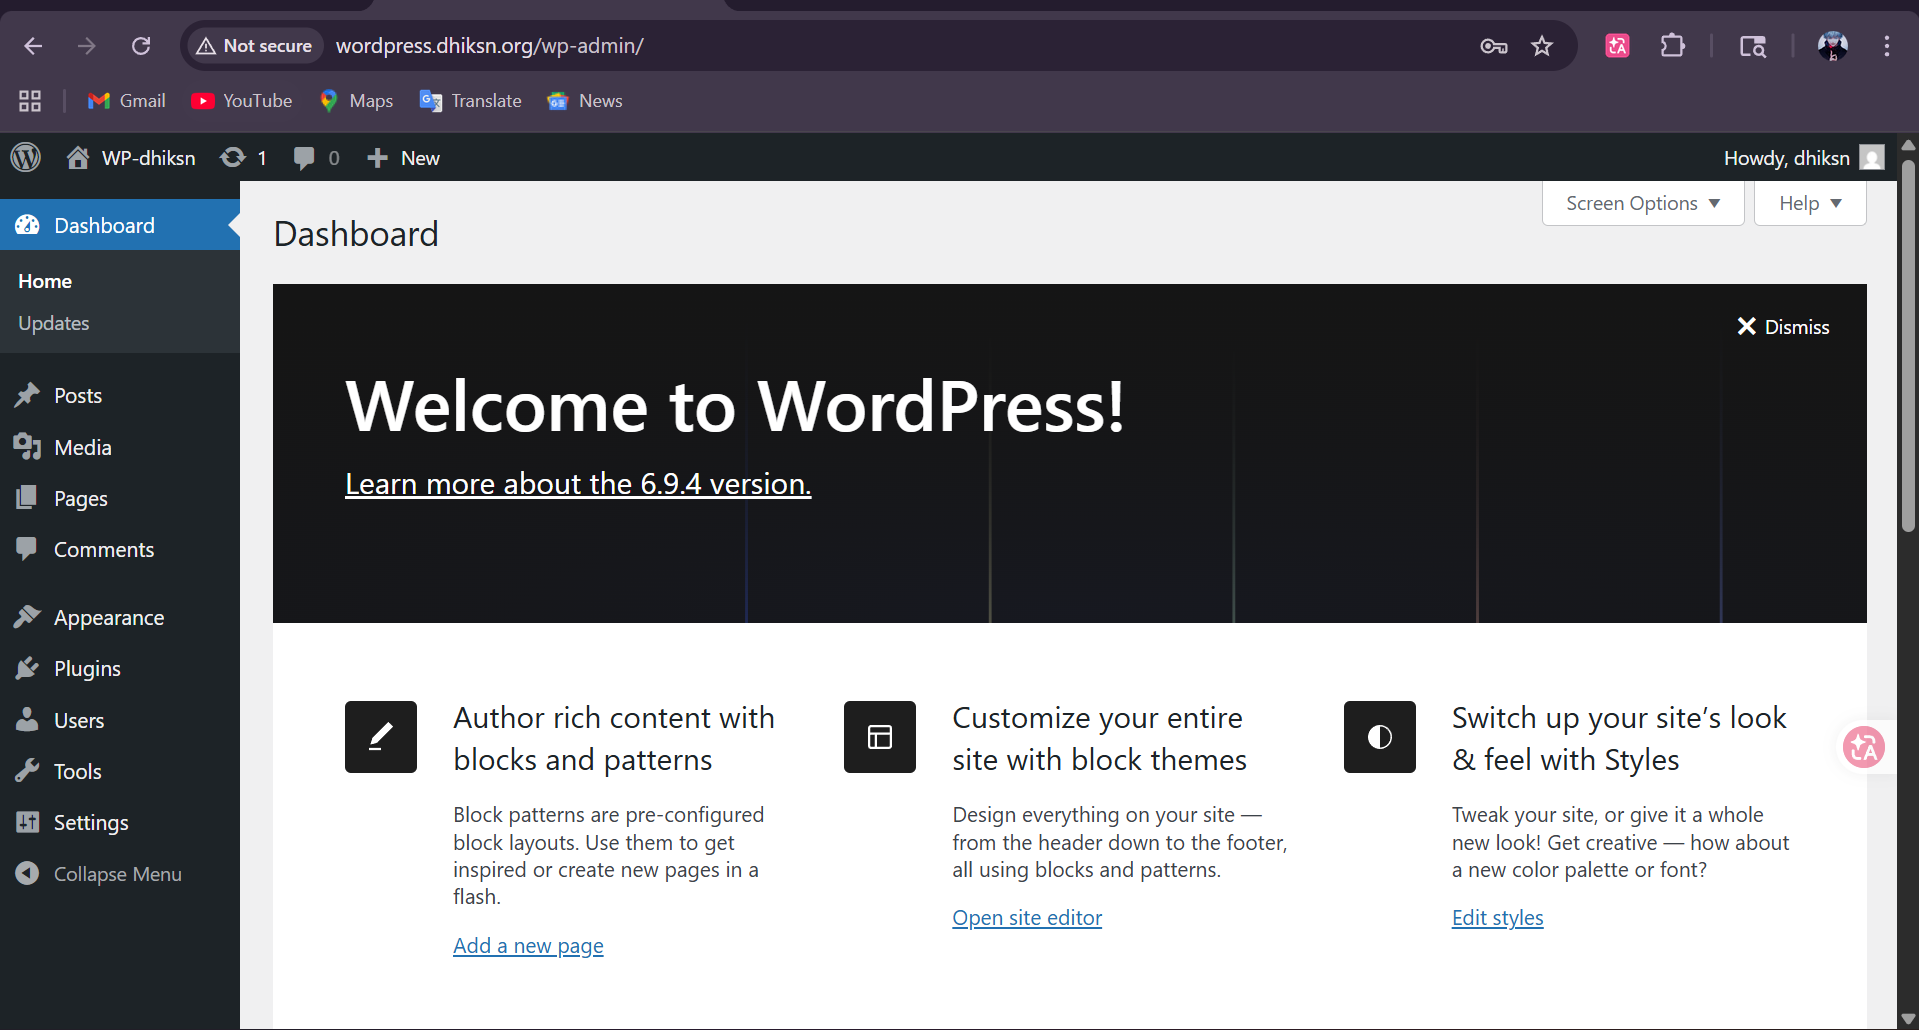 Not secure wordpress.dhiksn.org/wp-admin/
Gmail YouTube Maps Translate News
WP-dhiksn 1 0 New Howdy, dhiksn
Screen Options Help
Dashboard
Home
Updates
Posts
Media
Pages
Comments
Appearance
Plugins
Users
Tools
Settings
Collapse Menu
Dashboard
Dismiss
Welcome to WordPress!
Learn more about the 6.9.4 version.
Author rich content with
blocks and patterns
Block patterns are pre-configured
block layouts. Use them to get
inspired or create new pages in a
flash.
Add a new page
Customize your entire
site with block themes
Design everything on your site —
from the header down to the footer,
all using blocks and patterns.
Open site editor
Switch up your site’s look
& feel with Styles
Tweak your site, or give it a whole
new look! Get creative — how about
a new color palette or font?
Edit styles